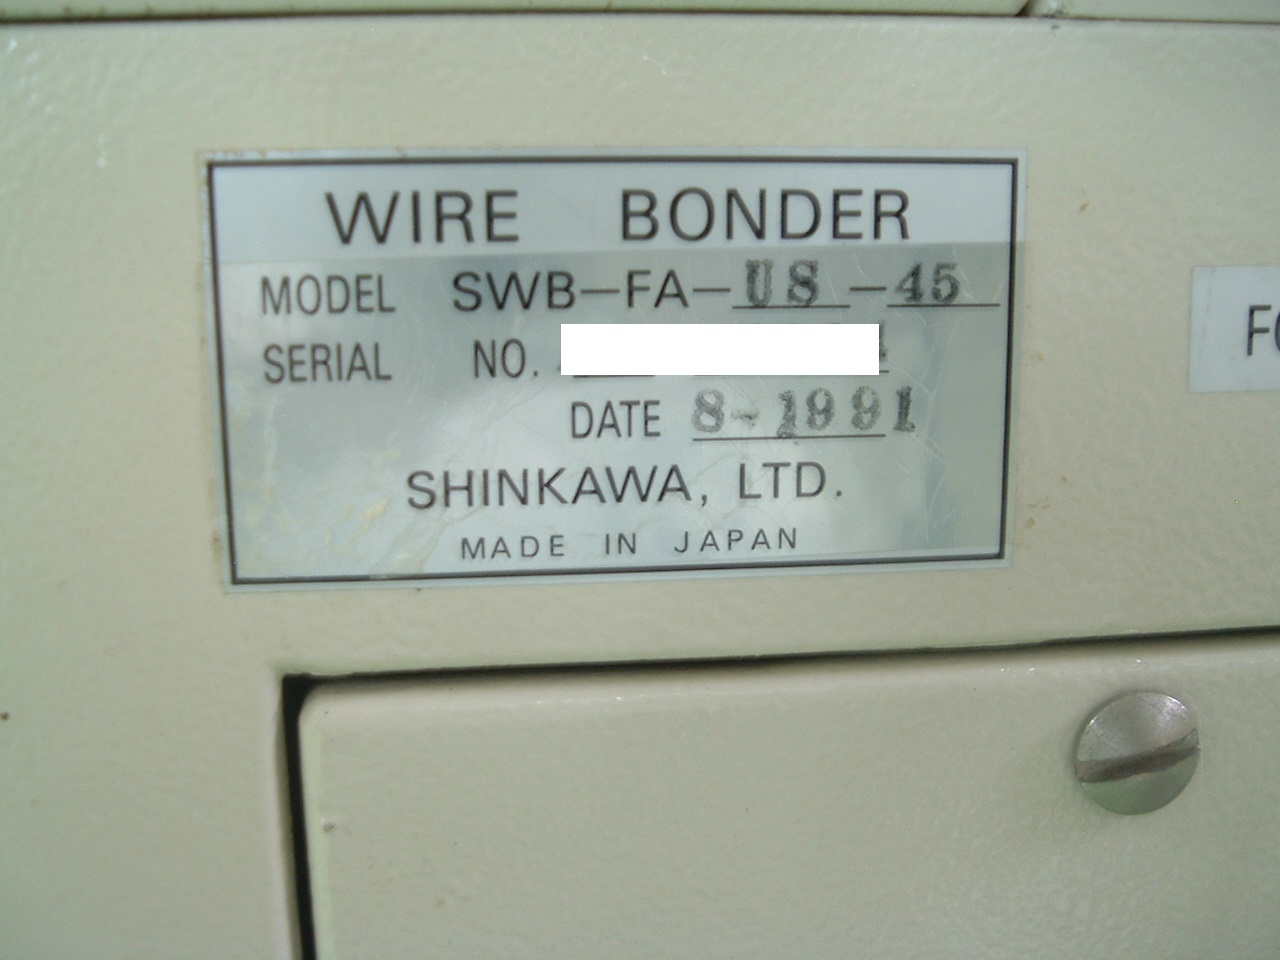 WIRE BONDER
MODEL SWB-FA-US-45
SERIAL NO.
DATE 8-1991
SHINKAWA, LTD.
MADE IN JAPAN